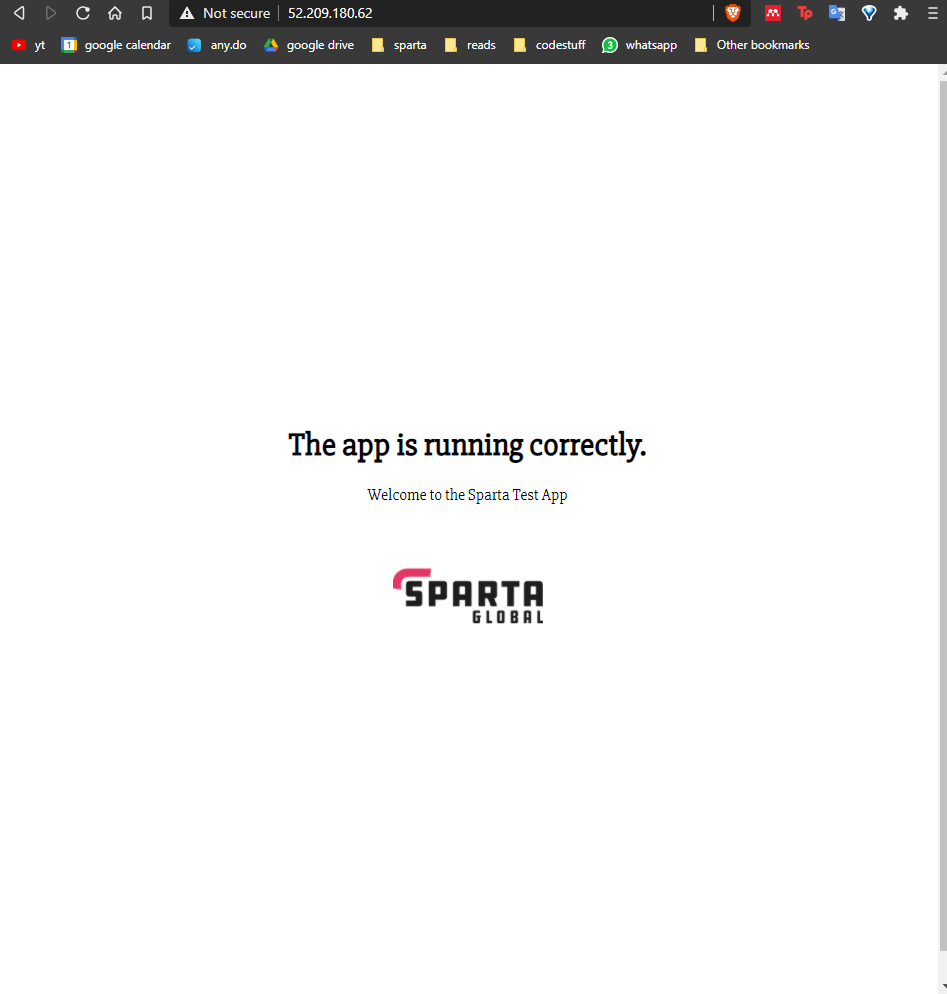 Not secure 52.209.180.62
yt google calendar any.do google drive sparta reads codestuff 3 whatsapp Other bookmarks
The app is running correctly.
Welcome to the Sparta Test App
SPARTA
GLOBAL